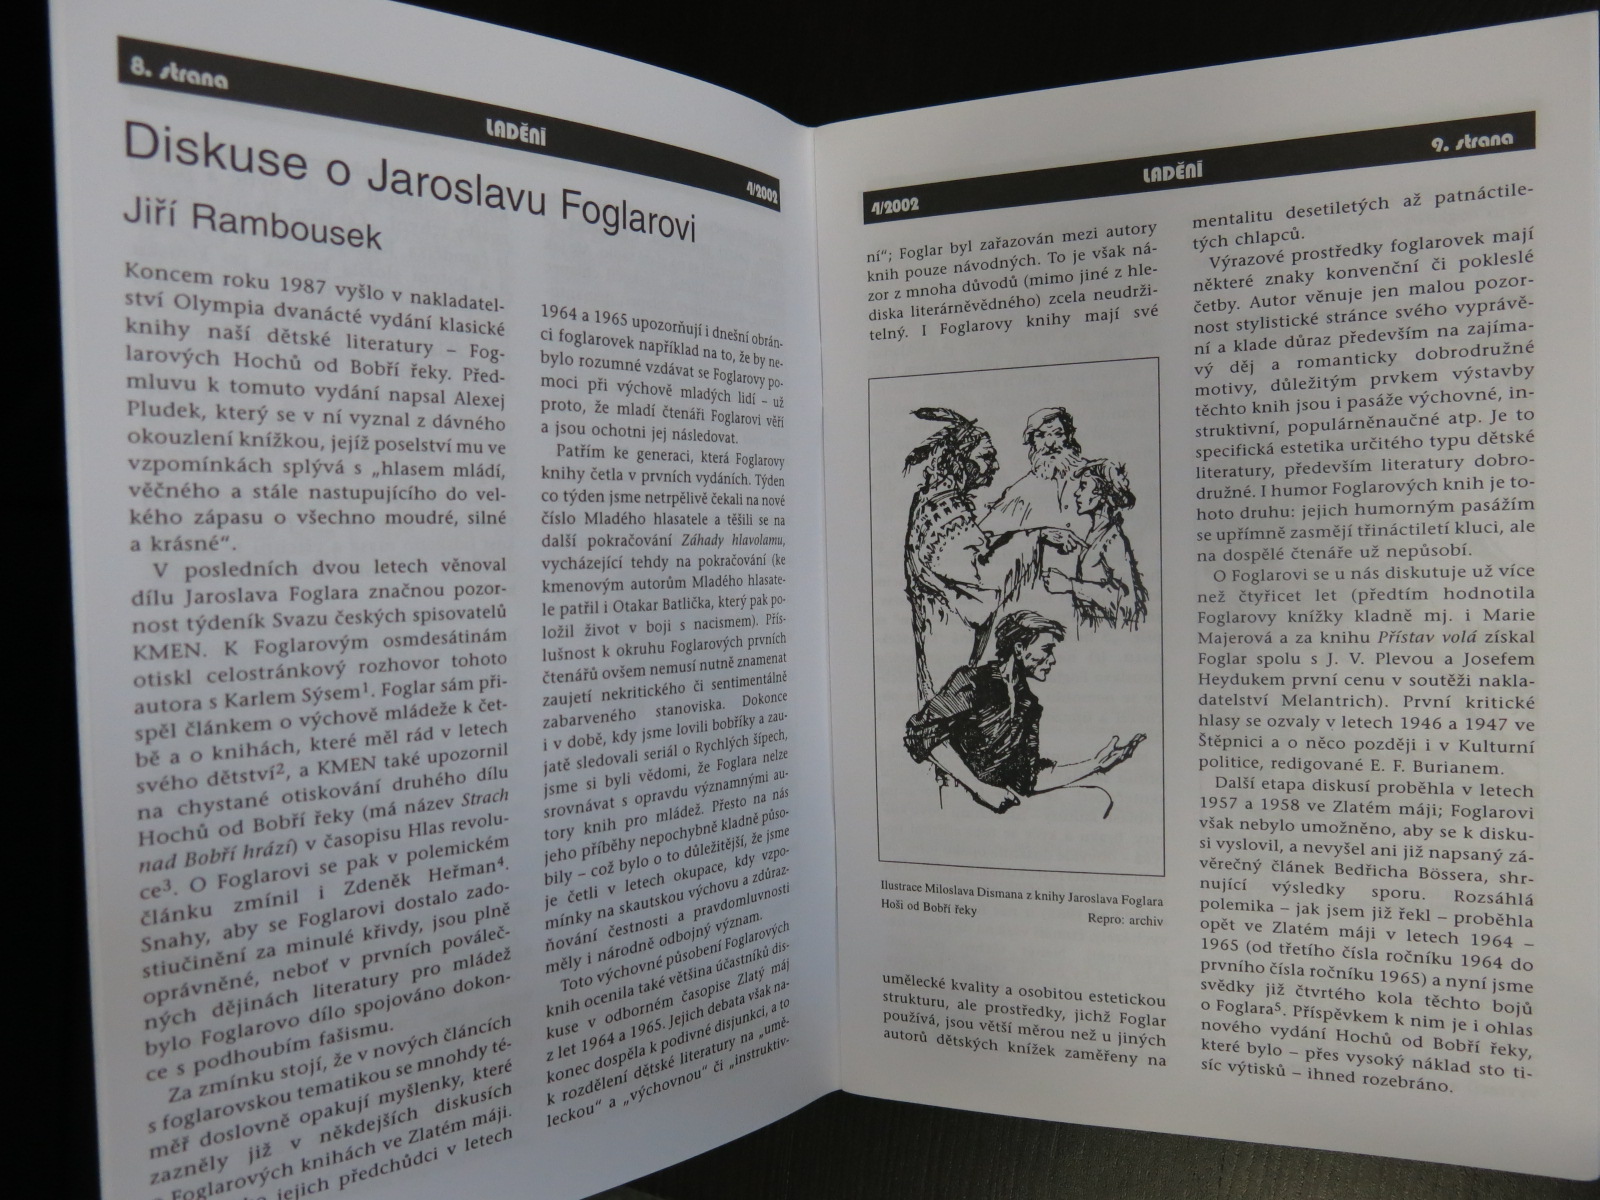 8. strana
LADĚNÍ
4/2002
Diskuse o Jaroslavu Foglarovi
Jiří Rambousek
Koncem roku 1987 vyšlo v nakladatel-
ství Olympia dvanácté vydání klasické
knihy naší dětské literatury – Fog-
larových Hochů od Bobří řeky. Před-
mluvu k tomuto vydání napsal Alexej
Pludek, který se v ní vyznal z dávného
okouzlení knížkou, jejíž poselství mu ve
vzpomínkách splývá s „hlasem mládí,
věčného a stále nastupujícího do vel-
kého zápasu o všechno moudré, silné
a krásné“.
V posledních dvou letech věnoval
dílu Jaroslava Foglara značnou pozor-
nost týdeník Svazu českých spisovatelů
KMEN. K Foglarovým osmdesátinám
otiskl celostránkový rozhovor tohoto
autora s Karlem Sýsem¹. Foglar sám při-
spěl článkem o výchově mládeže k čet-
bě a o knihách, které měl rád v letech
svého dětství², a KMEN také upozornil
na chystané otiskování druhého dílu
Hochů od Bobří řeky (má název Strach
nad Bobří hrází) v časopisu Hlas revolu-
ce³. O Foglarovi se pak v polemickém
článku zmínil i Zdeněk Heřman⁴.
Snahy, aby se Foglarovi dostalo zado-
stiučinění za minulé křivdy, jsou plně
oprávněné, neboť v prvních pováleč-
ných dějinách literatury pro mládež
bylo Foglarovo dílo spojováno dokon-
ce s podhoubím fašismu.
Za zmínku stojí, že v nových článcích
s foglarovskou tematikou se mnohdy té-
měř doslovně opakují myšlenky, které
zazněly již v někdejších diskusích
o Foglarových knihách ve Zlatém máji.
jejich předchůdci v letech
1964 a 1965 upozorňují i dnešní obrán-
ci foglarovek například na to, že by ne-
bylo rozumné vzdávat se Foglarovy po-
moci při výchově mladých lidí – už
proto, že mladí čtenáři Foglarovi věří
a jsou ochotni jej následovat.
Patřím ke generaci, která Foglarovy
knihy četla v prvních vydáních. Týden
co týden jsme netrpělivě čekali na nové
číslo Mladého hlasatele a těšili se na
další pokračování Záhady hlavolamu,
vycházející tehdy na pokračování (ke
kmenovým autorům Mladého hlasate-
le patřil i Otakar Batlička, který pak po-
ložil život v boji s nacismem). Přís-
lušnost k okruhu Foglarových prvních
čtenářů ovšem nemusí nutně znamenat
zaujetí nekritického či sentimentálně
zabarveného stanoviska. Dokonce
i v době, kdy jsme lovili bobříky a zau-
jatě sledovali seriál o Rychlých šípech,
jsme si byli vědomi, že Foglara nelze
srovnávat s opravdu významnými au-
tory knih pro mládež. Přesto na nás
jeho příběhy nepochybně kladně půso-
bily – což bylo o to důležitější, že jsme
je četli v letech okupace, kdy vzpo-
mínky na skautskou výchovu a zdůraz-
ňování čestnosti a pravdomluvnosti
měly i národně odbojný význam.
Toto výchovné působení Foglarových
knih ocenila také většina účastníků dis-
kuse v odborném časopise Zlatý máj
z let 1964 a 1965. Jejich debata však na-
konec dospěla k podivné disjunkci, a to
k rozdělení dětské literatury na „umě-
leckou“ a „výchovnou“ či „instruktiv-
9. strana
LADĚNÍ
4/2002
ní“; Foglar byl zařazován mezi autory
knih pouze návodných. To je však ná-
zor z mnoha důvodů (mimo jiné z hle-
diska literárněvědného) zcela neudrži-
telný. I Foglarovy knihy mají své
Ilustrace Miloslava Dismana z knihy Jaroslava Foglara
Hoši od Bobří řeky Repro: archiv
umělecké kvality a osobitou estetickou
strukturu, ale prostředky, jichž Foglar
používá, jsou větší měrou než u jiných
autorů dětských knížek zaměřeny na
mentalitu desetiletých až patnáctile-
tých chlapců.
Výrazové prostředky foglarovek mají
některé znaky konvenční či pokleslé
četby. Autor věnuje jen malou pozor-
nost stylistické stránce svého vyprávě-
ní a klade důraz především na zajíma-
vý děj a romanticky dobrodružné
motivy, důležitým prvkem výstavby
těchto knih jsou i pasáže výchovné, in-
struktivní, populárněnaučné atp. Je to
specifická estetika určitého typu dětské
literatury, především literatury dobro-
družné. I humor Foglarových knih je to-
hoto druhu: jejich humorným pasážím
se upřímně zasmějí třináctiletí kluci, ale
na dospělé čtenáře už nepůsobí.
O Foglarovi se u nás diskutuje už více
než čtyřicet let (předtím hodnotila
Foglarovy knížky kladně mj. i Marie
Majerová a za knihu Přístav volá získal
Foglar spolu s J. V. Plevou a Josefem
Heydukem první cenu v soutěži nakla-
datelství Melantrich). První kritické
hlasy se ozvaly v letech 1946 a 1947 ve
Štěpnici a o něco později i v Kulturní
politice, redigované E. F. Burianem.
Další etapa diskusí proběhla v letech
1957 a 1958 ve Zlatém máji; Foglarovi
však nebylo umožněno, aby se k disku-
si vyslovil, a nevyšel ani již napsaný zá-
věrečný článek Bedřicha Bössera, shr-
nující výsledky sporu. Rozsáhlá
polemika – jak jsem již řekl – proběhla
opět ve Zlatém máji v letech 1964 –
1965 (od třetího čísla ročníku 1964 do
prvního čísla ročníku 1965) a nyní jsme
svědky již čtvrtého kola těchto bojů
o Foglara⁵. Příspěvkem k nim je i ohlas
nového vydání Hochů od Bobří řeky,
které bylo – přes vysoký náklad sto ti-
síc výtisků – ihned rozebráno.